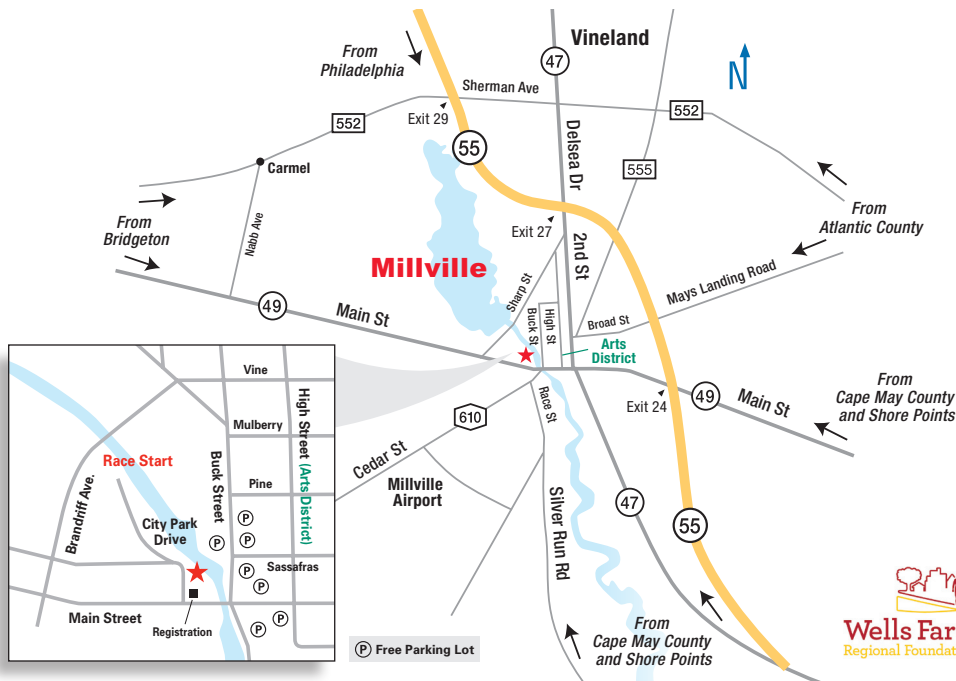 Vineland
From
Philadelphia
47
N
Sherman Ave
552
Exit 29
552
55
Delsea Dr
555
Carmel
From
Bridgeton
Nabb Ave
From
Atlantic County
Exit 27
2nd St
Millville
Sharp St
Mays Landing Road
49
Main St
Buck St
High St
Broad St
Arts
District
From
Cape May County
and Shore Points
Exit 24
49
Main St
610
Race St
Cedar St
Millville
Airport
Silver Run Rd
47
55
From
Cape May County
and Shore Points
Vine
High Street (Arts District)
Mulberry
Race Start
Buck Street
Brandriff Ave.
Pine
City Park
Drive
P
P
P
Sassafras
P
P
Main Street
Registration
P
P
P Free Parking Lot
Wells Far
Regional Foundat